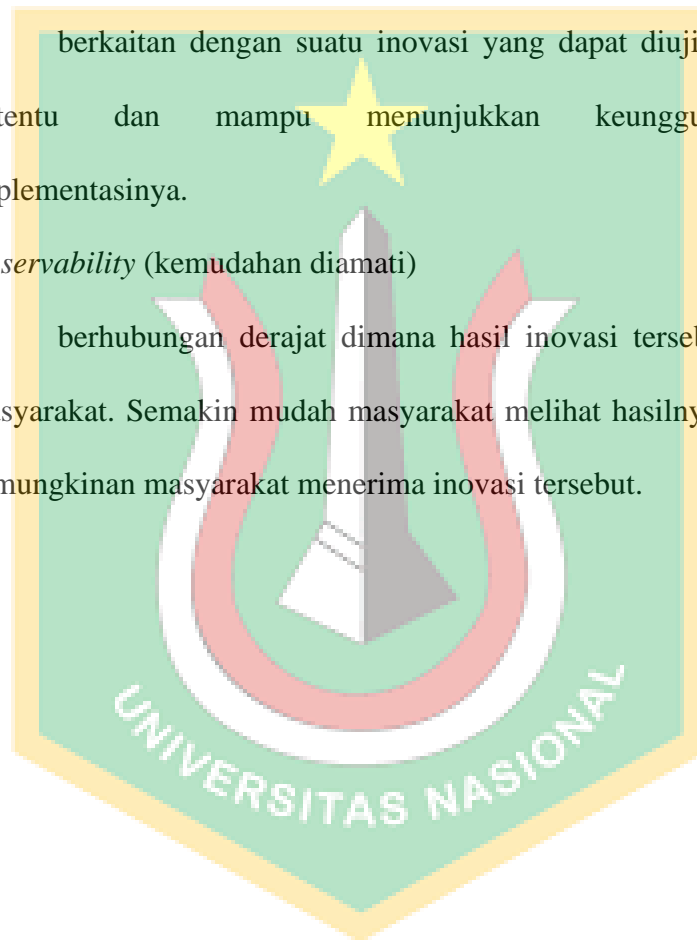 berkaitan dengan suatu inovasi yang dapat diuji
tentu dan mampu menunjukkan keunggu
plementasinya.
servability (kemudahan diamati)
berhubungan derajat dimana hasil inovasi terseb
syarakat. Semakin mudah masyarakat melihat hasilny
mungkinan masyarakat menerima inovasi tersebut.
UNIVERSITAS NASIONAL